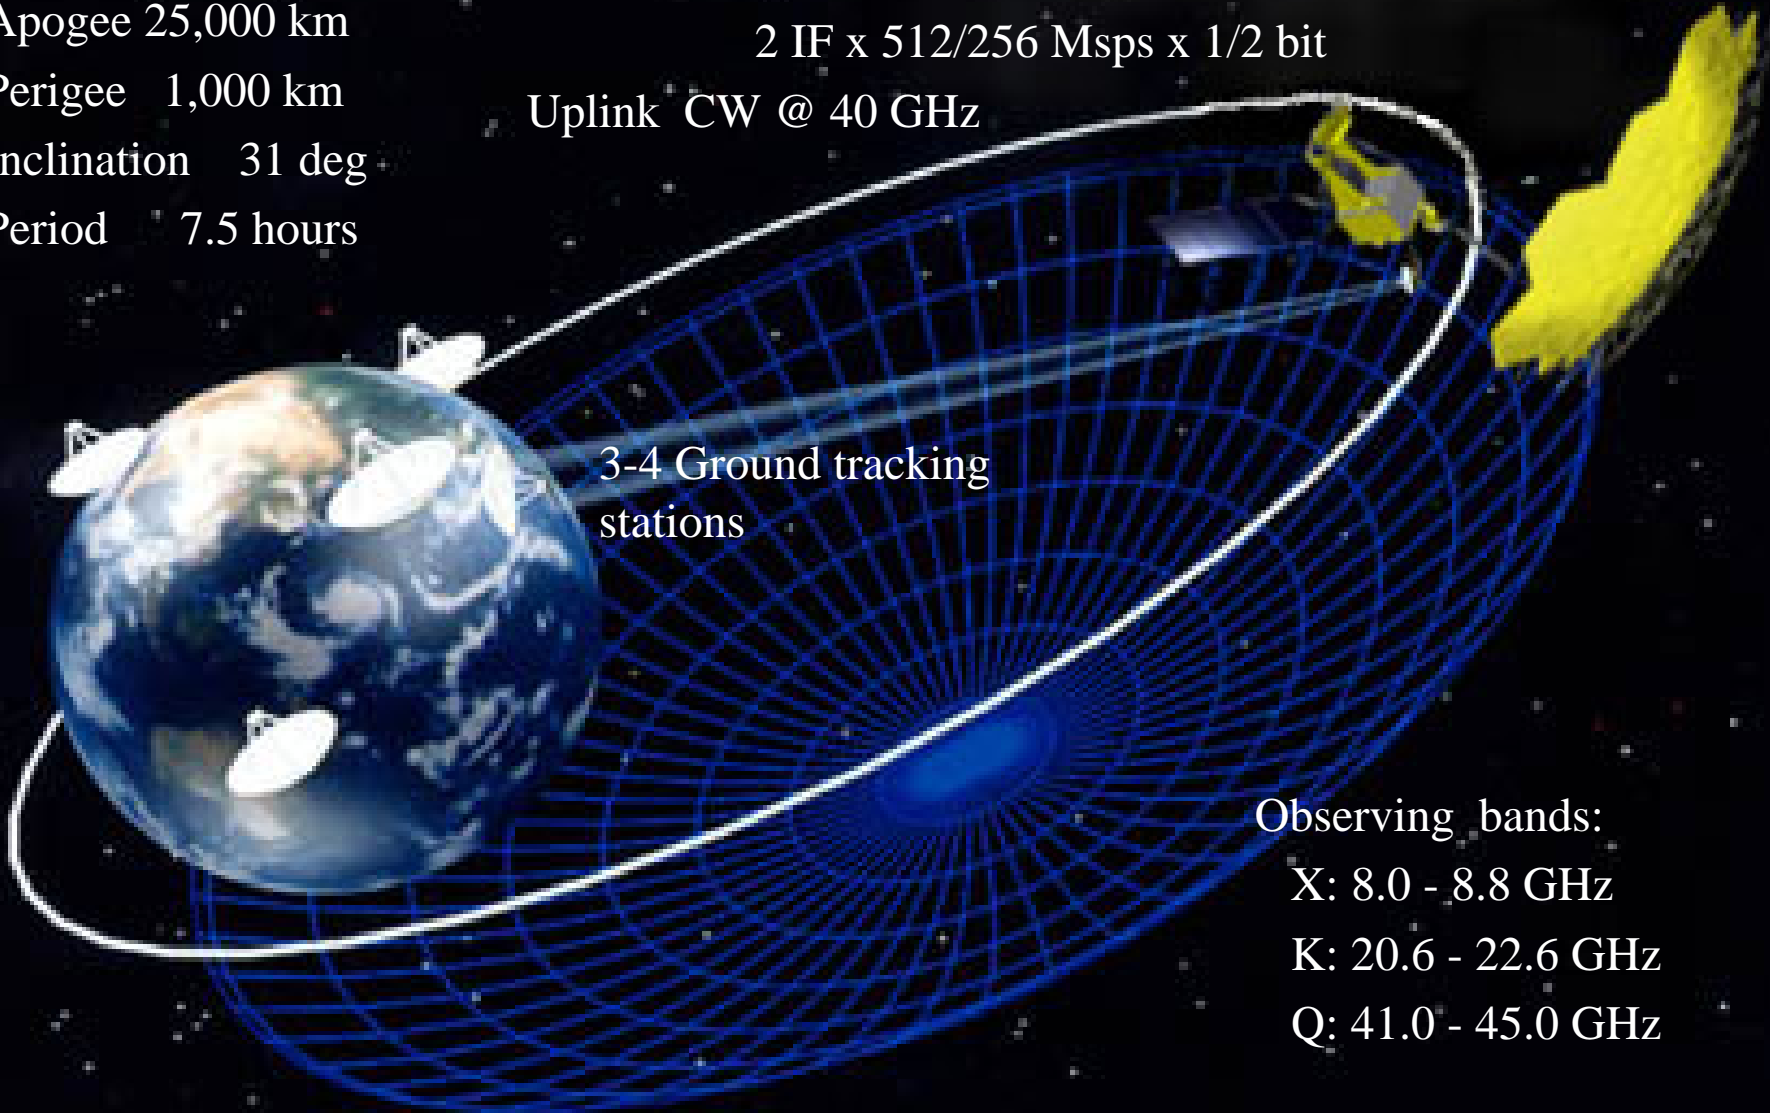 Apogee 25,000 km
Perigee 1,000 km
Inclination 31 deg
Period 7.5 hours
2 IF x 512/256 Msps x 1/2 bit
Uplink CW @ 40 GHz
3-4 Ground tracking
stations
Observing bands:
X: 8.0 - 8.8 GHz
K: 20.6 - 22.6 GHz
Q: 41.0 - 45.0 GHz